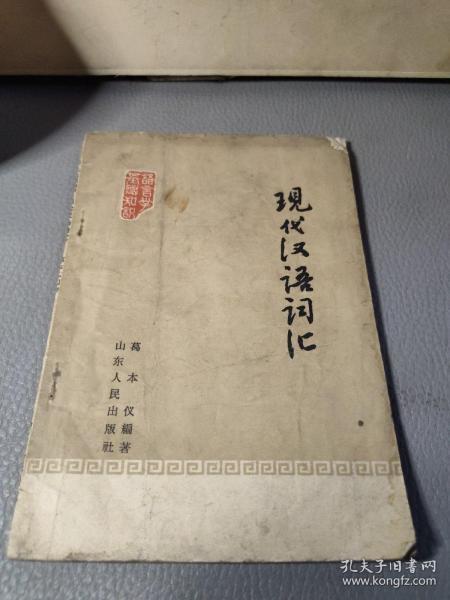 现代汉语词汇
语言学
基础知识
葛本仪编著
山东人民出版社
孔夫子旧书网
www.kongfz.com